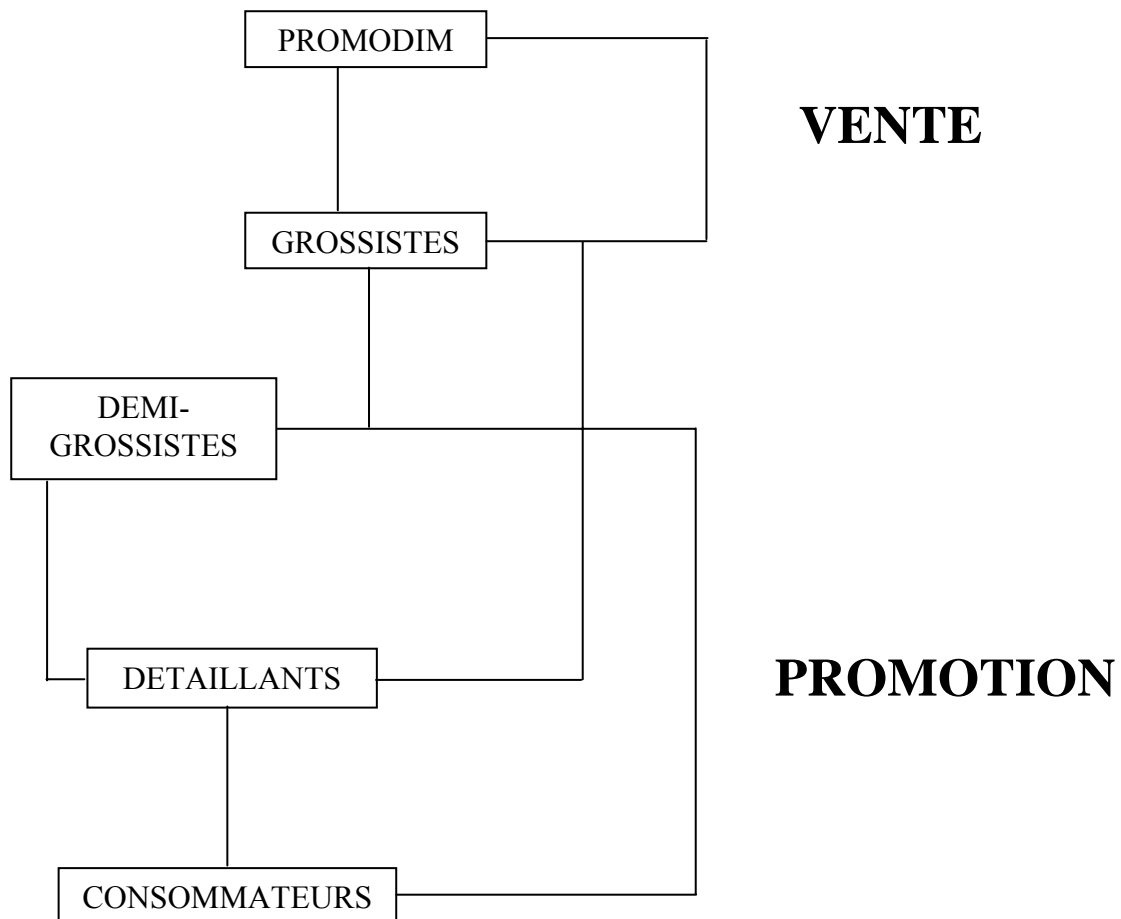 PROMODIM
VENTE
GROSSISTES
DEMI-
GROSSISTES
DETAILLANTS
PROMOTION
CONSOMMATEURS